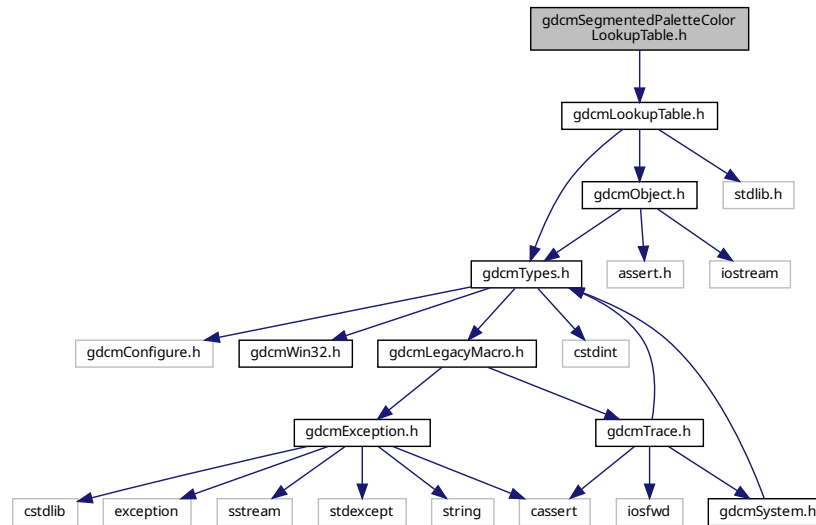 gdcmSegmentedPaletteColor
LookupTable.h
gdcmLookupTable.h
gdcmObject.h
stdlib.h
gdcmTypes.h
assert.h
iostream
gdcmConfigure.h
gdcmWin32.h
gdcmLegacyMacro.h
cstdint
gdcmException.h
gdcmTrace.h
cstdlib
exception
sstream
stdexcept
string
cassert
iosfwd
gdcmSystem.h